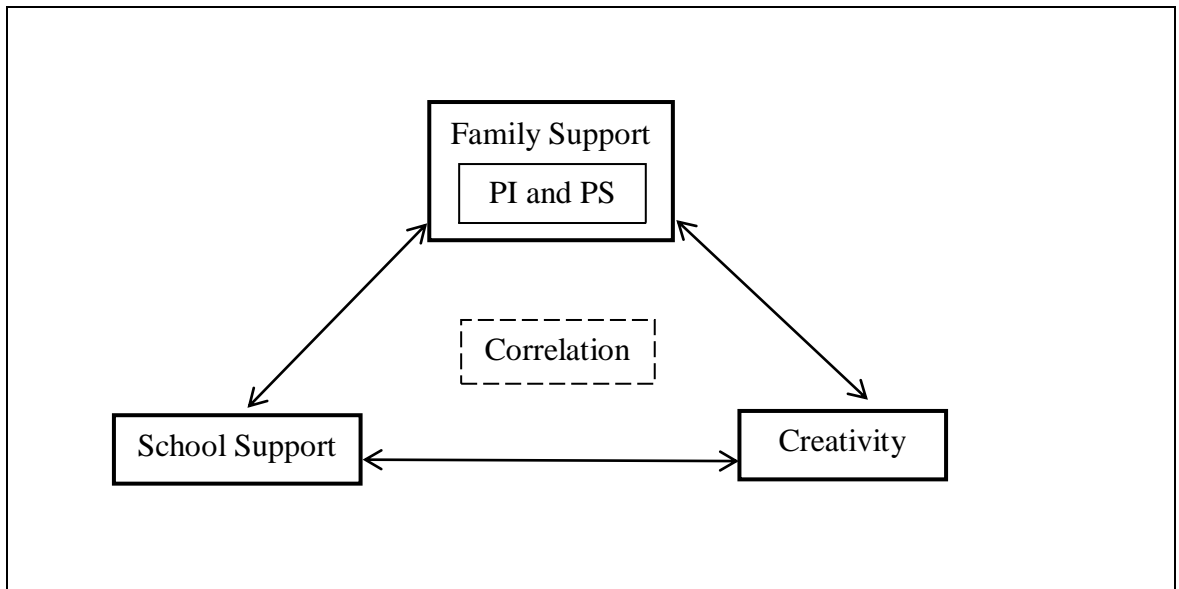 Family Support
PI and PS
Correlation
School Support
Creativity